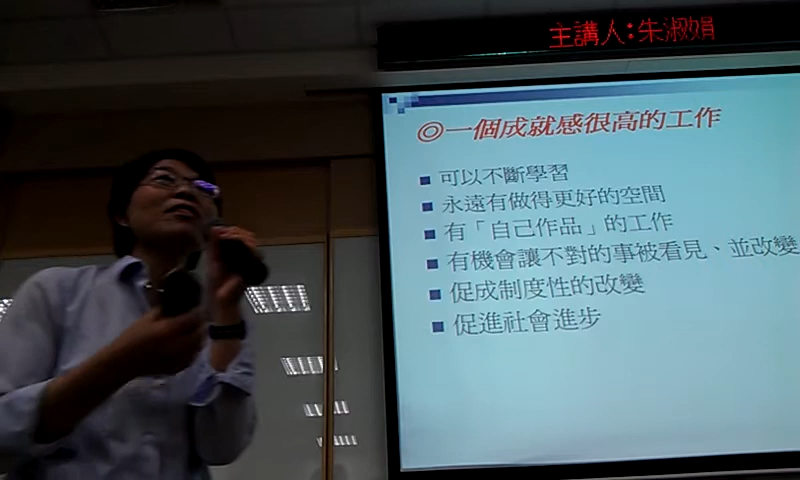 主講人:朱淑娟
◎一個成就感很高的工作
■ 可以不斷學習
■ 永遠有做得更好的空間
■ 有「自己作品」的工作
■ 有機會讓不對的事被看見、並改變
■ 促成制度性的改變
■ 促進社會進步